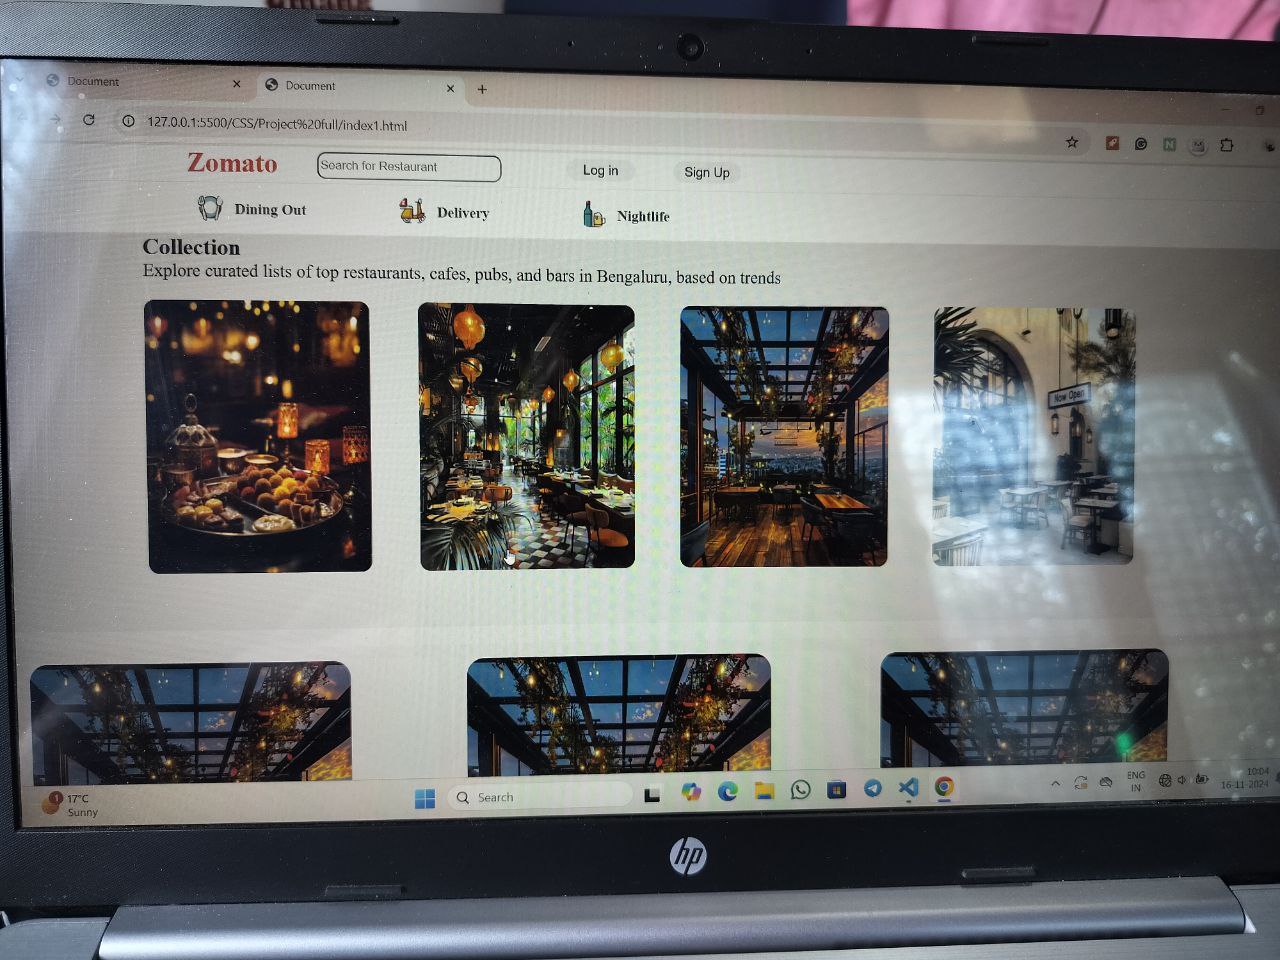 Document
Document
127.0.0.1:5500/CSS/Project%20full/index1.html
Zomato
Search for Restaurant
Log in
Sign Up
Dining Out
Delivery
Nightlife
Collection
Explore curated lists of top restaurants, cafes, pubs, and bars in Bengaluru, based on trends
Now Open
1
17°C
Sunny
Search
ENG
IN
10:04
16-11-2024
hp